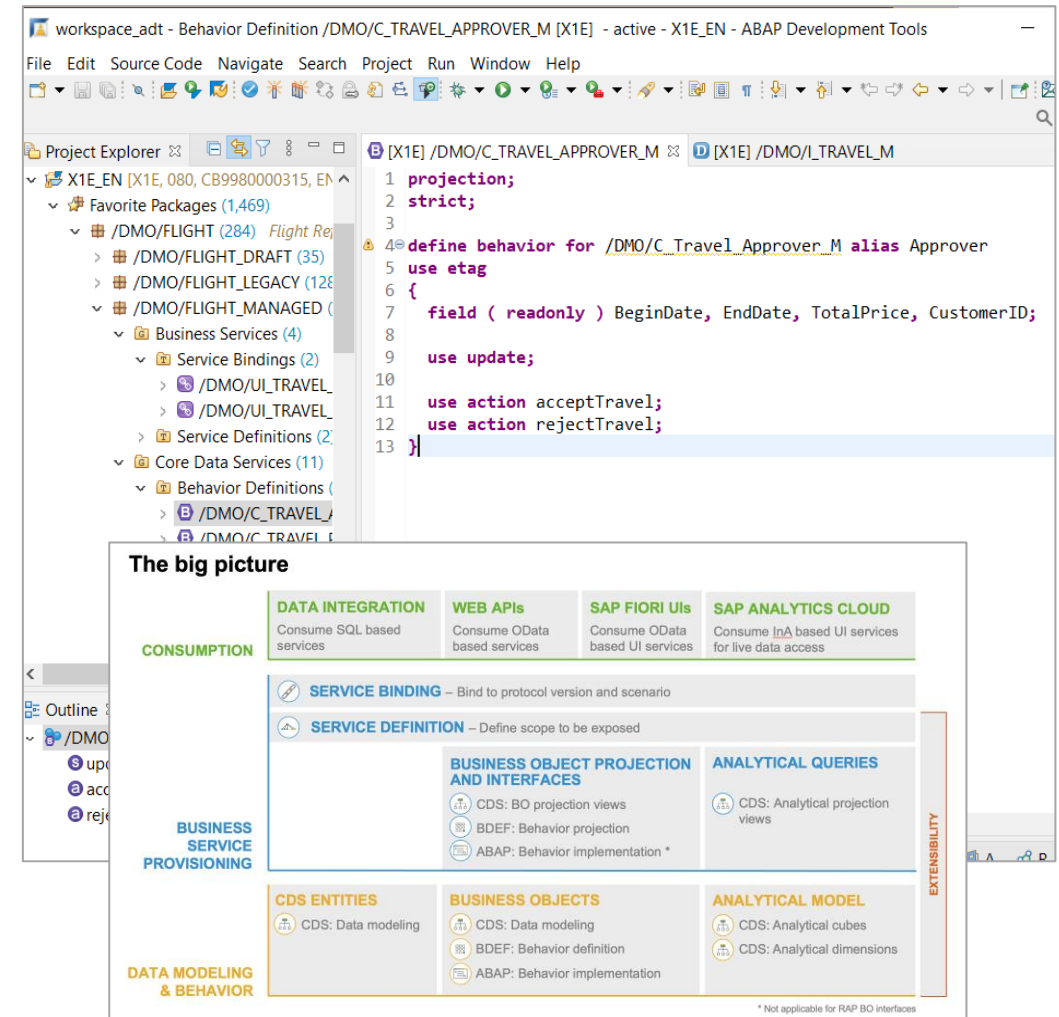 workspace_adt - Behavior Definition /DMO/C_TRAVEL_APPROVER_M [X1E] - active - X1E_EN - ABAP Development Tools
File Edit Source Code Navigate Search Project Run Window Help
Project Explorer
[X1E] /DMO/C_TRAVEL_APPROVER_M
[X1E] /DMO/I_TRAVEL_M
X1E_EN [X1E, 080, CB9980000315, EN
Favorite Packages (1,469)
/DMO/FLIGHT (284) Flight Ref
/DMO/FLIGHT_DRAFT (35)
/DMO/FLIGHT_LEGACY (128
/DMO/FLIGHT_MANAGED (
Business Services (4)
Service Bindings (2)
/DMO/UI_TRAVEL_
/DMO/UI_TRAVEL_
Service Definitions (2)
Core Data Services (11)
Behavior Definitions (
/DMO/C_TRAVEL_A
/DMO/C_TRAVEL_P
1 projection;
2 strict;
3
4 define behavior for /DMO/C_Travel_Approver_M alias Approver
5 use etag
6 {
7 field ( readonly ) BeginDate, EndDate, TotalPrice, CustomerID;
8
9 use update;
10
11 use action acceptTravel;
12 use action rejectTravel;
13 }
Outline
/DMO
upd
acc
reje
The big picture
CONSUMPTION
DATA INTEGRATION
Consume SQL based
services
WEB APIs
Consume OData
based services
SAP FIORI UIs
Consume OData
based UI services
SAP ANALYTICS CLOUD
Consume InA based UI services
for live data access
BUSINESS
SERVICE
PROVISIONING
SERVICE BINDING – Bind to protocol version and scenario
SERVICE DEFINITION – Define scope to be exposed
BUSINESS OBJECT PROJECTION
AND INTERFACES
CDS: BO projection views
BDEF: Behavior projection
ABAP: Behavior implementation *
ANALYTICAL QUERIES
CDS: Analytical projection
views
EXTENSIBILITY
DATA MODELING
& BEHAVIOR
CDS ENTITIES
CDS: Data modeling
BUSINESS OBJECTS
CDS: Data modeling
BDEF: Behavior definition
ABAP: Behavior implementation
ANALYTICAL MODEL
CDS: Analytical cubes
CDS: Analytical dimensions
* Not applicable for RAP BO interfaces